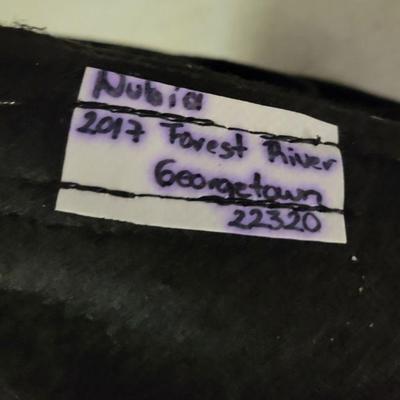 Nubia
2017 Forest River
Georgetown
22320